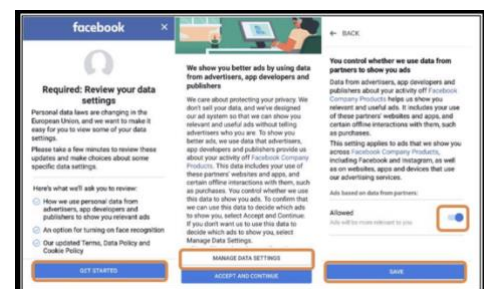 facebook
×
Required: Review your data
settings
Personal data laws are changing in the
European Union, and we want to make it
easy for you to view some of your data
settings.
Please take a few minutes to review these
updates and make choices about some
specific data settings.
Here's what we'll ask you to review:
How we use personal data from
advertisers, app developers and
publishers to show you relevant ads
An option for turning on face recognition
Our updated Terms, Data Policy and
Cookie Policy
GET STARTED
We show you better ads by using data
from advertisers, app developers and
publishers
We care about protecting your privacy. We
don't sell your data, and we've designed
our ad system so that we can show you
relevant and useful ads without telling
advertisers who you are. To show you
better ads, we use data that advertisers,
app developers and publishers provide us
about your activity off Facebook Company
Products. This data includes your use of
these partners' websites and apps, and
certain offline interactions with them, such
as purchases. You control whether we use
this data to show you ads. To confirm that
we can use this data to decide which ads
to show you, select Accept and Continue.
If you don't want us to use this data to
decide which ads to show you, select
Manage Data Settings.
MANAGE DATA SETTINGS
ACCEPT AND CONTINUE
← BACK
You control whether we use data from
partners to show you ads
Data from advertisers, app developers and
publishers about your activity off Facebook
Company Products helps us show you
relevant and useful ads. It includes your use
of these partners' websites and apps, and
certain offline interactions with them, such
as purchases.
This setting applies to ads that we show you
across Facebook Company Products,
including Facebook and Instagram, as well
as on websites, apps and devices that use
our advertising services.
Ads based on data from partners:
Allowed
Ads will be more relevant to you
SAVE